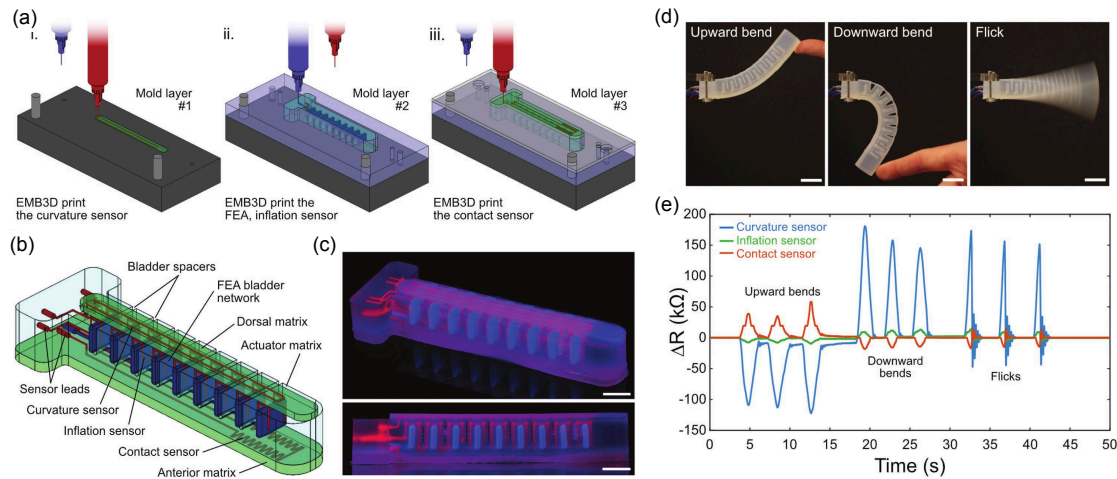 (a)
i.
ii.
iii.
Mold layer
#1
Mold layer
#2
Mold layer
#3
EMB3D print
the curvature sensor
EMB3D print the
FEA, inflation sensor
EMB3D print
the contact sensor
(b)
Bladder spacers
FEA bladder
network
Dorsal matrix
Actuator matrix
Sensor leads
Curvature sensor
Inflation sensor
Contact sensor
Anterior matrix
(c)
(d)
Upward bend
Downward bend
Flick
(e)
200
150
100
50
0
-50
-100
-150
ΔR (kΩ)
Curvature sensor
Inflation sensor
Contact sensor
Upward bends
Downward
bends
Flicks
0 5 10 15 20 25 30 35 40 45 50
Time (s)